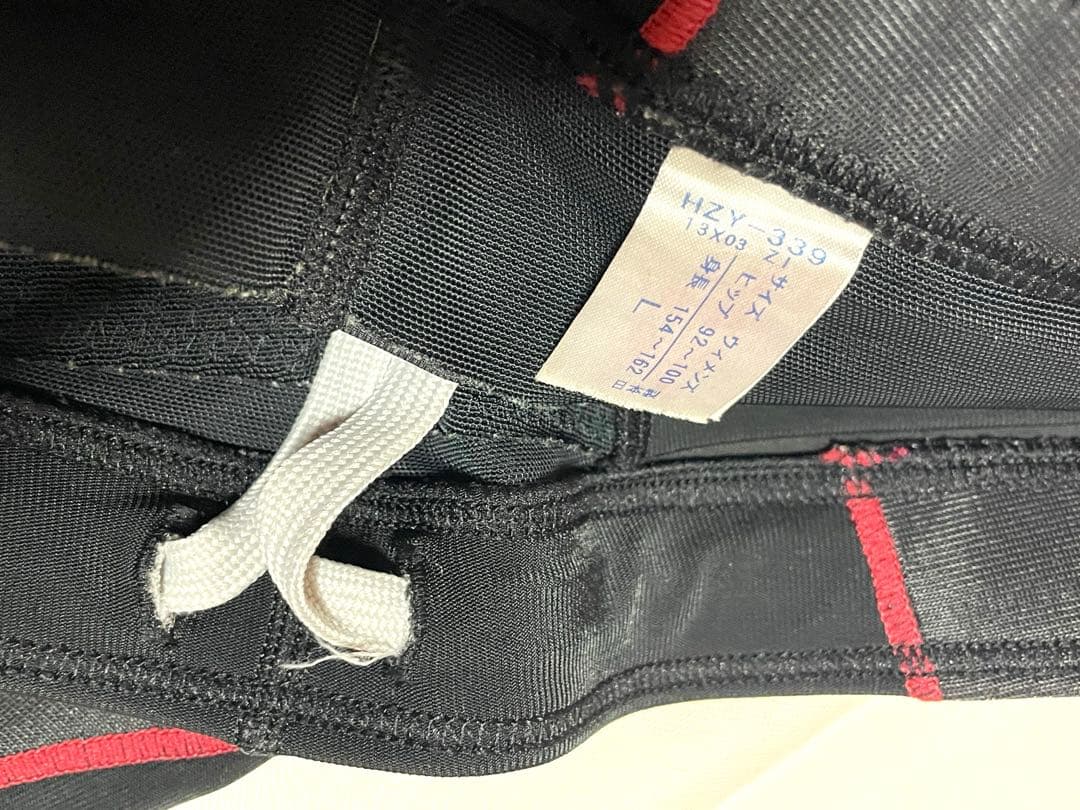 HZY-339
13X03 N
サイズ ウィメンズ
ヒップ 92~100
身長 154~162
L
日本製